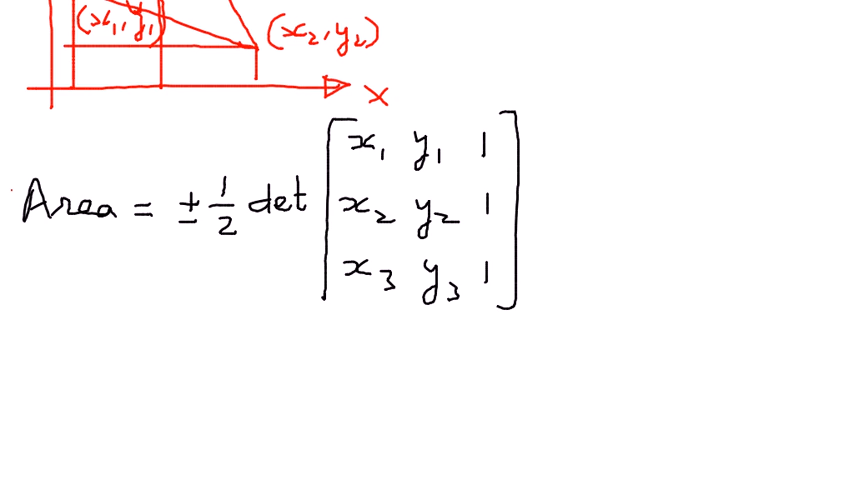 (x₁, y₁)
(x₂, y₂)
x
Area = ± 1/2 det [x₁ y₁ 1
x₂ y₂ 1
x₃ y₃ 1]